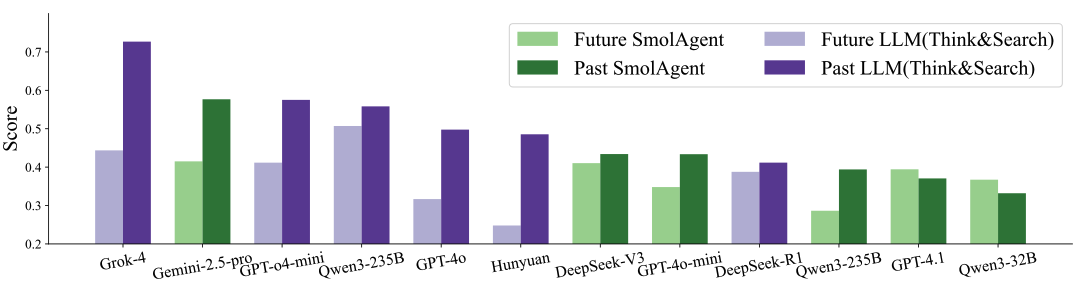 Score
0.7
0.6
0.5
0.4
0.3
0.2
Future SmolAgent
Past SmolAgent
Future LLM(Think&Search)
Past LLM(Think&Search)
Grok-4
Gemini-2.5-pro
GPT-o4-mini
Qwen3-235B
GPT-4o
Hunyuan
DeepSeek-V3
GPT-4o-mini
DeepSeek-R1
Qwen3-235B
GPT-4.1
Qwen3-32B